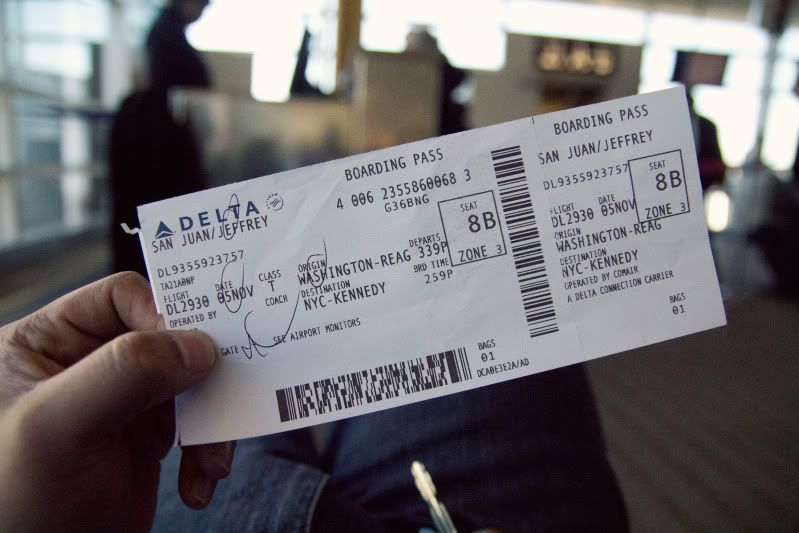 BOARDING PASS
4 006 2355860068 3
G36BNG
DELTA
SAN JUAN/JEFFREY
DL9355923757
TA21A0NP
FLIGHT DATE CLASS ORIGIN DEPARTS
DL2930 05NOV T WASHINGTON-REAG 339P
COACH DESTINATION BRD TIME
NYC-KENNEDY 259P
OPERATED BY
GATE SEE AIRPORT MONITORS
SEAT
8B
ZONE 3
BAGS
01
DCA0E3E2A/AD
BOARDING PASS
SAN JUAN/JEFFREY
DL9355923757
FLIGHT DATE
DL2930 05NOV
ORIGIN
WASHINGTON-REAG
DESTINATION
NYC-KENNEDY
OPERATED BY COMAIR
A DELTA CONNECTION CARRIER
SEAT
8B
ZONE 3
BAGS
01